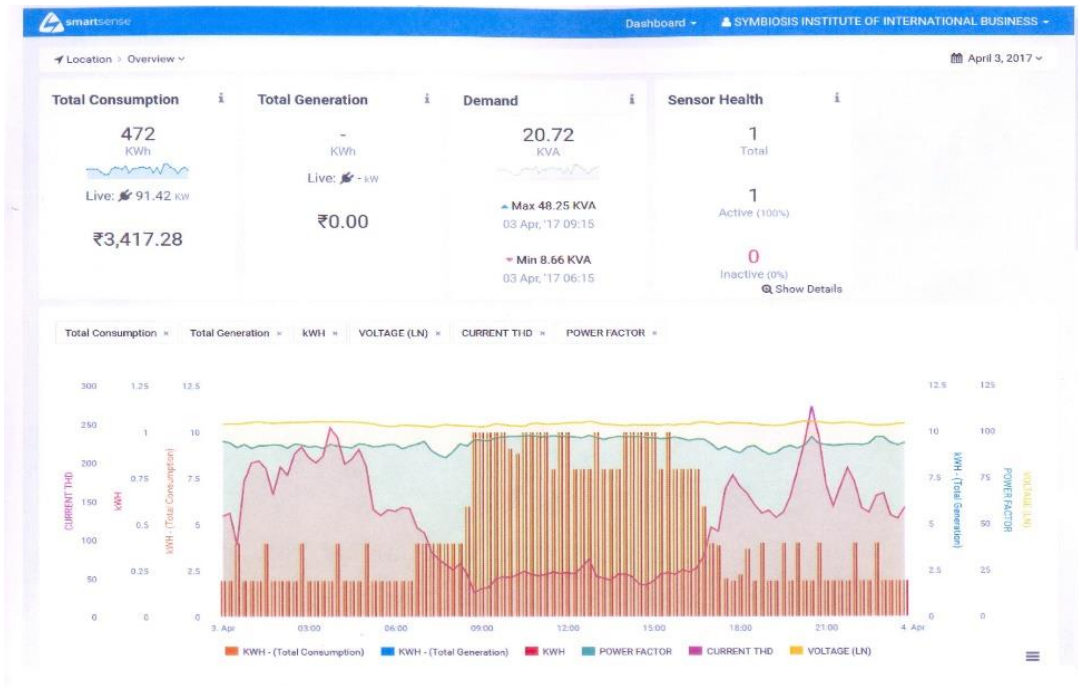 smartsense
Dashboard
SYMBIOSIS INSTITUTE OF INTERNATIONAL BUSINESS
Location > Overview
April 3, 2017
Total Consumption i
Total Generation i
Demand i
Sensor Health i
472
KWh
Live: 91.42 KW
₹3,417.28
-
KWh
Live: - kW
₹0.00
20.72
KVA
Max 48.25 KVA
03 Apr, '17 09:15
Min 8.66 KVA
03 Apr, '17 06:15
1
Total
1
Active (100%)
0
Inactive (0%)
Show Details
Total Consumption × Total Generation × kWH × VOLTAGE (LN) × CURRENT THD × POWER FACTOR ×
300 1.25 12.5 12.5 125
250 1 10 10 100
200 0.75 7.5 7.5 75
150 0.5 5 5 50
100 0.25 2.5 2.5 25
50
0 0 0 0 0
CURRENT THD
kWH
kWH - (Total Consumption)
kWH - (Total Generation)
POWER FACTOR
VOLTAGE (LN)
3. Apr 03:00 06:00 09:00 12:00 15:00 18:00 21:00 4. Apr
KWH - (Total Consumption) KWH - (Total Generation) KWH POWER FACTOR CURRENT THD VOLTAGE (LN)